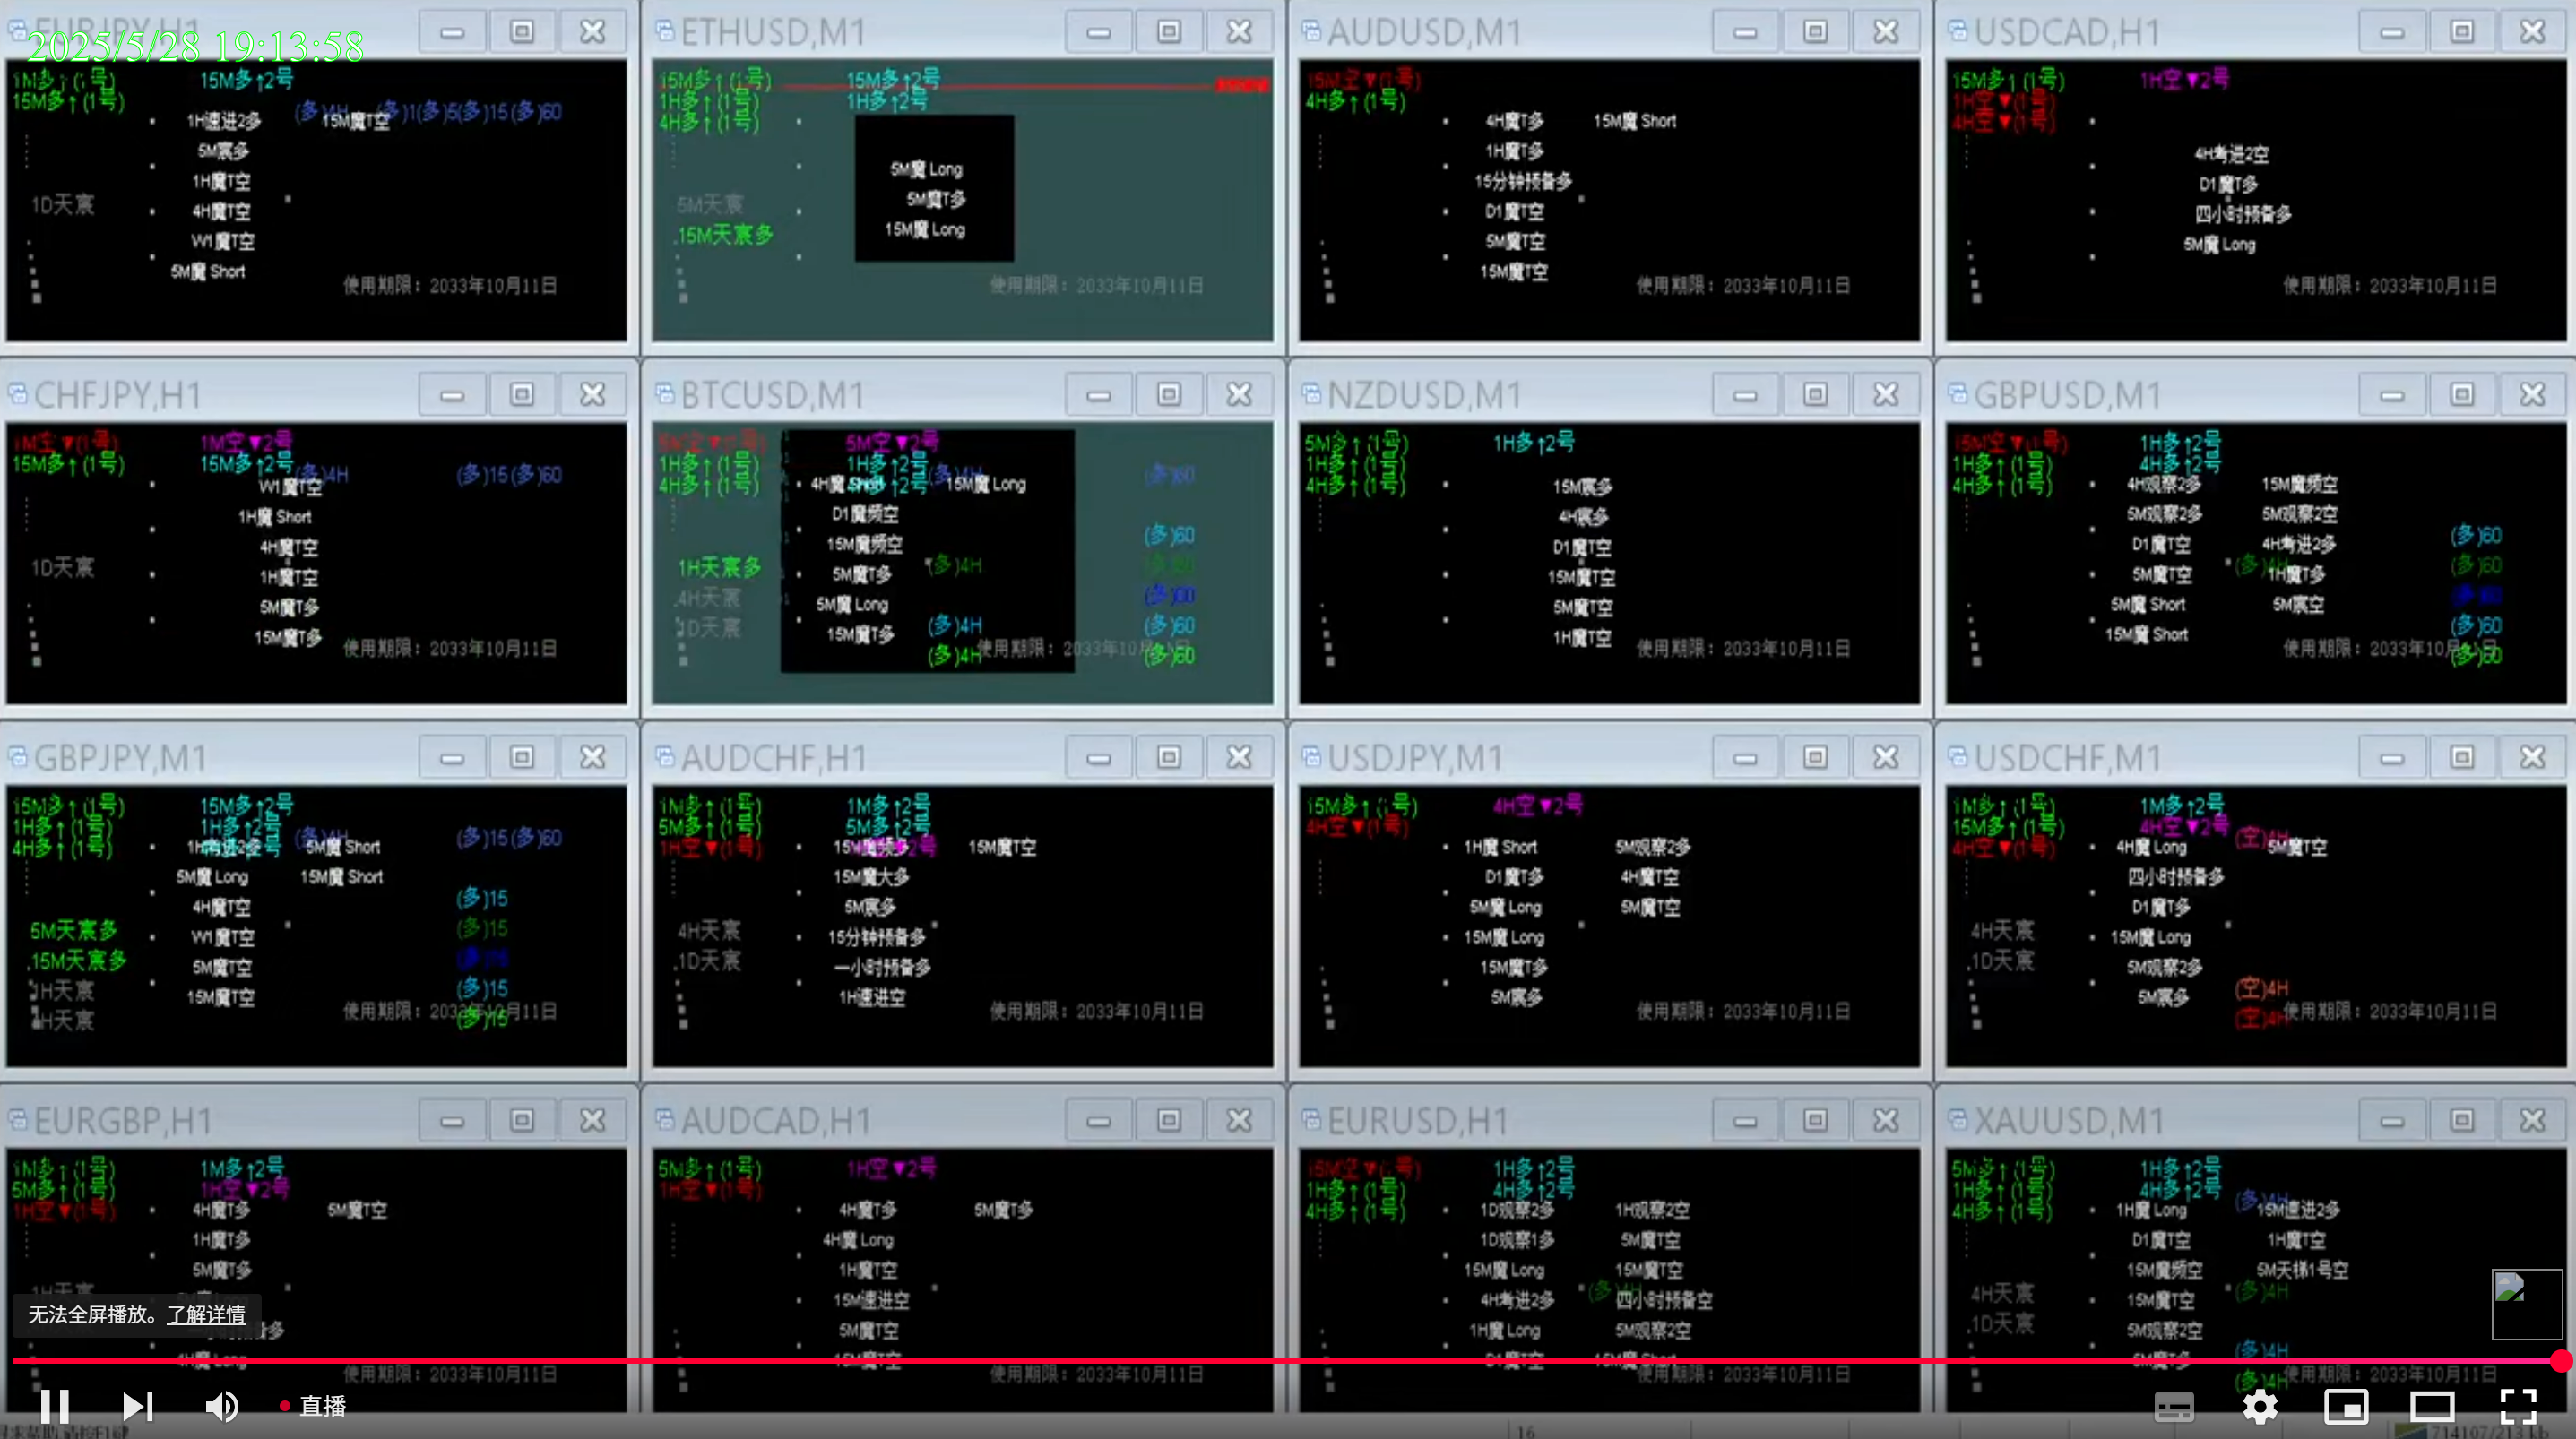 EURJPY,H1
2025/5/28 19:13:58
1M多↑(1号) 15M多↑2号
15M多↑(1号)
(多)4H (多)1(多)5(多)15(多)60
1H速进2多 15M魔T空
5M宸多
1H魔T空
1D天宸 4H魔T空
W1魔T空
5M魔 Short
使用期限：2033年10月11日
ETHUSD,M1
15M多↑(1号) 15M多↑2号
1H多↑(1号) 1H多↑2号
4H多↑(1号)
5M魔 Long
5M天宸 5M魔T多
15M天宸多 15M魔 Long
使用期限：2033年10月11日
AUDUSD,M1
15M空▼(1号)
4H多↑(1号)
4H魔T多 15M魔 Short
1H魔T多
15分钟预备多
D1魔T空
5M魔T空
15M魔T空
使用期限：2033年10月11日
USDCAD,H1
15M多↑(1号) 1H空▼2号
1H空▼(1号)
4H空▼(1号)
4H考进2空
D1魔T多
四小时预备多
5M魔 Long
使用期限：2033年10月11日
CHFJPY,H1
1M空▼(1号) 1M空▼2号
15M多↑(1号) 15M多↑2号
(多)4H (多)15(多)60
W1魔T空
1H魔 Short
4H魔T空
1D天宸 1H魔T空
5M魔T多
15M魔T多
使用期限：2033年10月11日
BTCUSD,M1
5M空▼(1号) 5M空▼2号
1H多↑(1号) 1H多↑2号
4H多↑(1号) 4H多↑2号
(多)4H (多)60
4H魔 Short 15M魔 Long
D1魔频空
15M魔频空 (多)60
1H天宸多 5M魔T多 (多)4H (多)60
4H天宸 5M魔 Long
1D天宸 15M魔T多 (多)4H (多)60
(多)4H (多)60
使用期限：2033年10月11日
NZDUSD,M1
5M多↑(1号) 1H多↑2号
1H多↑(1号)
4H多↑(1号)
15M宸多
4H宸多
D1魔T空
15M魔T空
5M魔T空
1H魔T空
使用期限：2033年10月11日
GBPUSD,M1
15M空▼(1号) 1H多↑2号
1H多↑(1号) 4H多↑2号
4H多↑(1号)
4H观察2多 15M魔频空
5M观察2多 5M观察2空
D1魔T空 4H考进2多 (多)60
5M魔T空 (多)4H 1H魔T多 (多)60
5M魔 Short 5M宸空
15M魔 Short (多)60
使用期限：2033年10月11日 (多)60
GBPJPY,M1
15M多↑(1号) 15M多↑2号
1H多↑(1号) 1H多↑2号
4H多↑(1号)
(多)4H (多)15(多)60
1H考进2多 5M魔 Short
5M魔 Long 15M魔 Short
4H魔T空 (多)15
5M天宸多 W1魔T空 (多)15
15M天宸多 5M魔T空
1H天宸 15M魔T空 (多)15
4H天宸 (多)15
使用期限：2033年10月11日
AUDCHF,H1
1M多↑(1号) 1M多↑2号
5M多↑(1号) 5M多↑2号
1H空▼(1号)
15M魔频多 15M魔T空
15M魔大多
5M宸多
4H天宸 15分钟预备多
1D天宸 一小时预备多
1H速进空
使用期限：2033年10月11日
USDJPY,M1
15M多↑(1号) 4H空▼2号
4H空▼(1号)
1H魔 Short 5M观察2多
D1魔T多 4H魔T空
5M魔 Long 5M魔T空
15M魔 Long
15M魔T多
5M宸多
使用期限：2033年10月11日
USDCHF,M1
1M多↑(1号) 1M多↑2号
15M多↑(1号) 4H空▼2号
4H空▼(1号) (空)4H
4H魔 Long 5M魔T空
四小时预备多
D1魔T多
4H天宸 15M魔 Long
1D天宸 5M观察2多
5M宸多 (空)4H
(空)4H
使用期限：2033年10月11日
EURGBP,H1
1M多↑(1号) 1M多↑2号
5M多↑(1号) 1H空▼2号
1H空▼(1号)
4H魔T多 5M魔T空
1H魔T多
5M魔T多
1H天宸
无法全屏播放。了解详情
4H魔 Long
使用期限：2033年10月11日
AUDCAD,H1
5M多↑(1号) 1H空▼2号
1H空▼(1号)
4H魔T多 5M魔T多
4H魔 Long
1H魔T空
15M速进空
5M魔T空
15M魔T空
使用期限：2033年10月11日
EURUSD,H1
15M空▼(1号) 1H多↑2号
1H多↑(1号) 4H多↑2号
4H多↑(1号)
1D观察2多 1H观察2空
1D观察1多 5M魔T空
15M魔 Long 15M魔T空
4H考进2多 (多)4H 四小时预备空
1H魔 Long 5M观察2空
D1魔T空 15M魔 Short
使用期限：2033年10月11日
XAUUSD,M1
5M多↑(1号) 1H多↑2号
1H多↑(1号) 4H多↑2号
4H多↑(1号) (多)4H
1H魔 Long 15M速进2多
D1魔T空 1H魔T空
15M魔频空 5M天梯1号空
4H天宸 15M魔T空 (多)4H
1D天宸 5M观察2空
5M魔T多 (多)4H
(多)4H
使用期限：2033年10月11日
直播
16
714107/213 kb